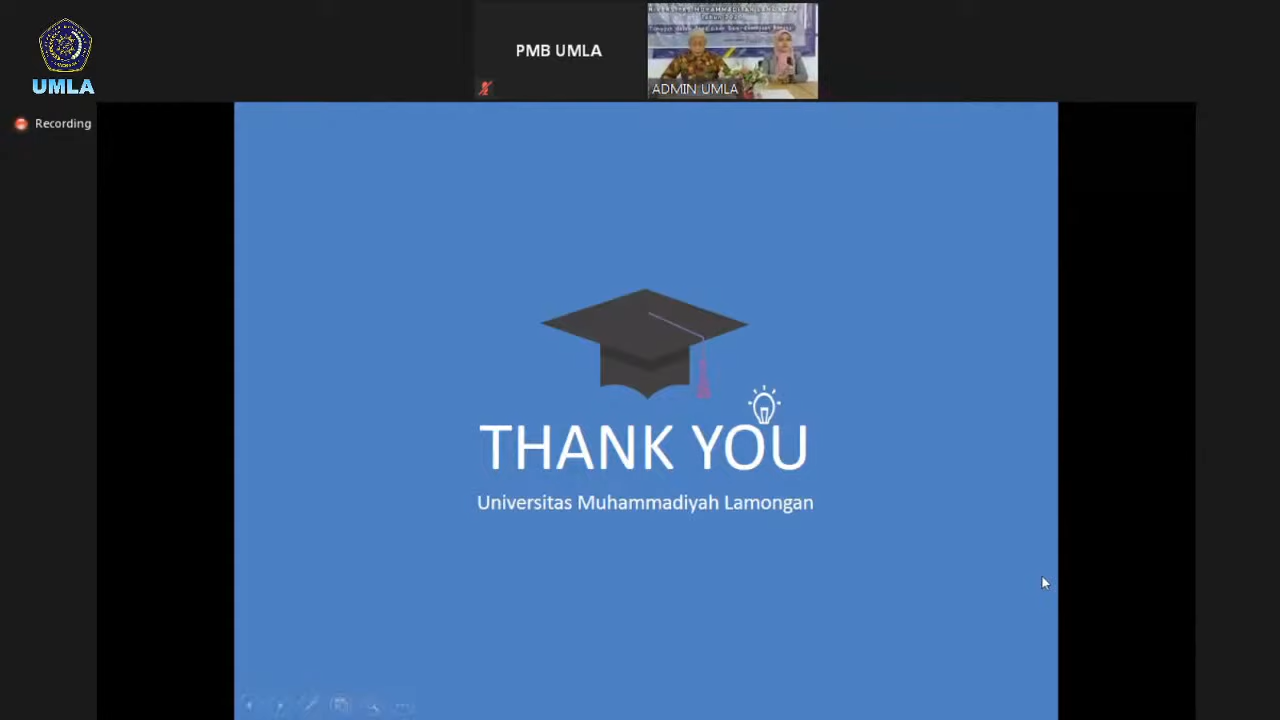 UMLA
Recording
PMB UMLA
ADMIN UMLA
THANK YOU
Universitas Muhammadiyah Lamongan